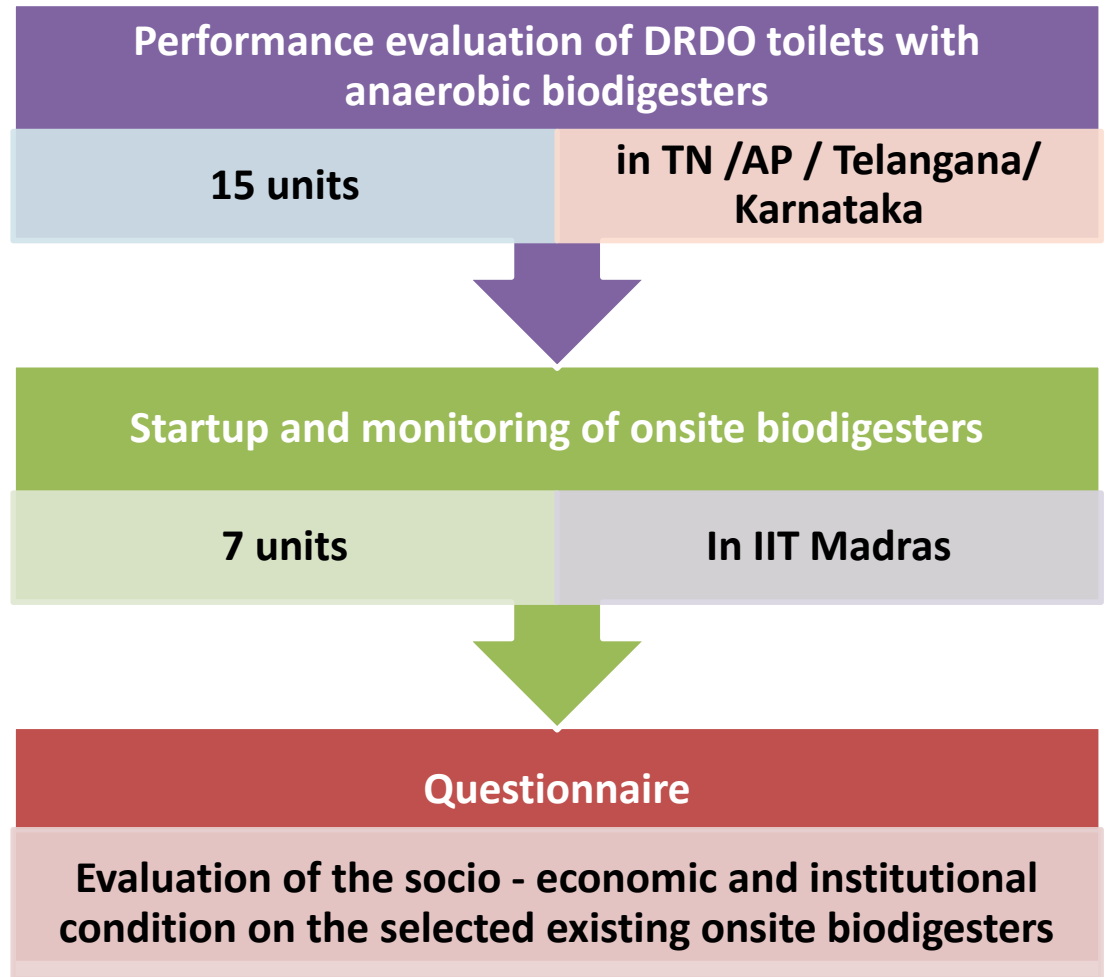 Performance evaluation of DRDO toilets with
anaerobic biodigesters
15 units
in TN /AP / Telangana/
Karnataka
Startup and monitoring of onsite biodigesters
7 units
In IIT Madras
Questionnaire
Evaluation of the socio - economic and institutional
condition on the selected existing onsite biodigesters